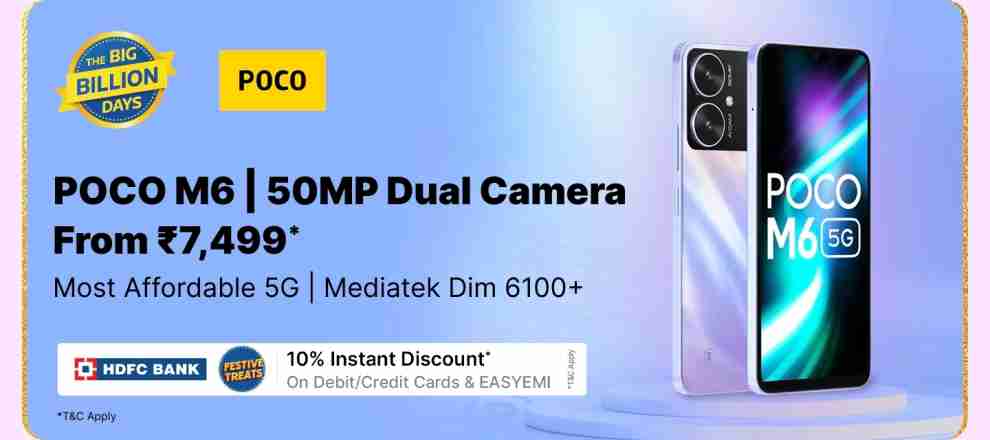 THE BIG
BILLION
DAYS
POCO
POCO M6 | 50MP Dual Camera
From ₹7,499*
Most Affordable 5G | Mediatek Dim 6100+
HDFC BANK
FESTIVE
TREATS
10% Instant Discount*
On Debit/Credit Cards & EASYEMI
*T&C Apply
*T&C Apply
POCO
M6 5G